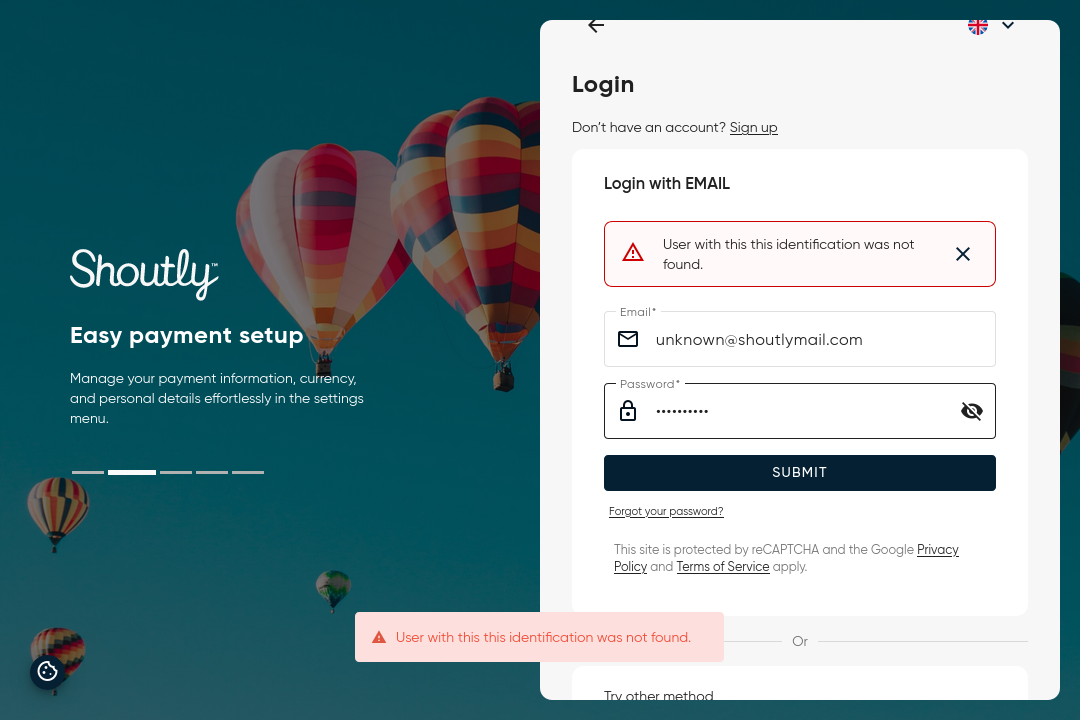 Shoutly™
Easy payment setup
Manage your payment information, currency,
and personal details effortlessly in the settings
menu.
Login
Don’t have an account? Sign up
Login with EMAIL
User with this this identification was not
found.
Email*
unknown@shoutlymail.com
Password*
••••••••••
SUBMIT
Forgot your password?
This site is protected by reCAPTCHA and the Google Privacy
Policy and Terms of Service apply.
User with this this identification was not found.
Or
Try other method